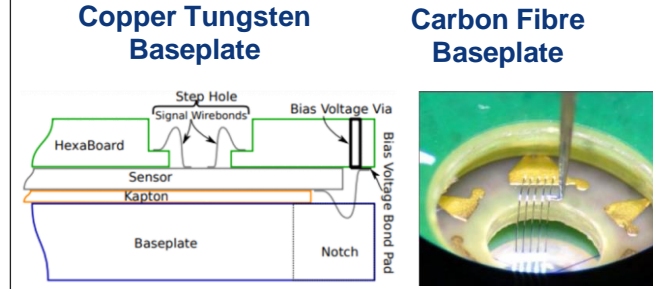 Copper Tungsten
Baseplate
Carbon Fibre
Baseplate
Step Hole
Signal Wirebonds
Bias Voltage Via
HexaBoard
Sensor
Kapton
Baseplate
Notch
Bias Voltage Bond Pad